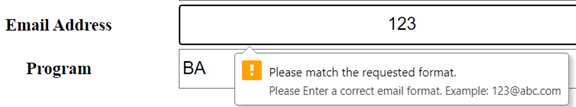 Email Address 123
Program BA
Please match the requested format.
Please Enter a correct email format. Example: 123@abc.com